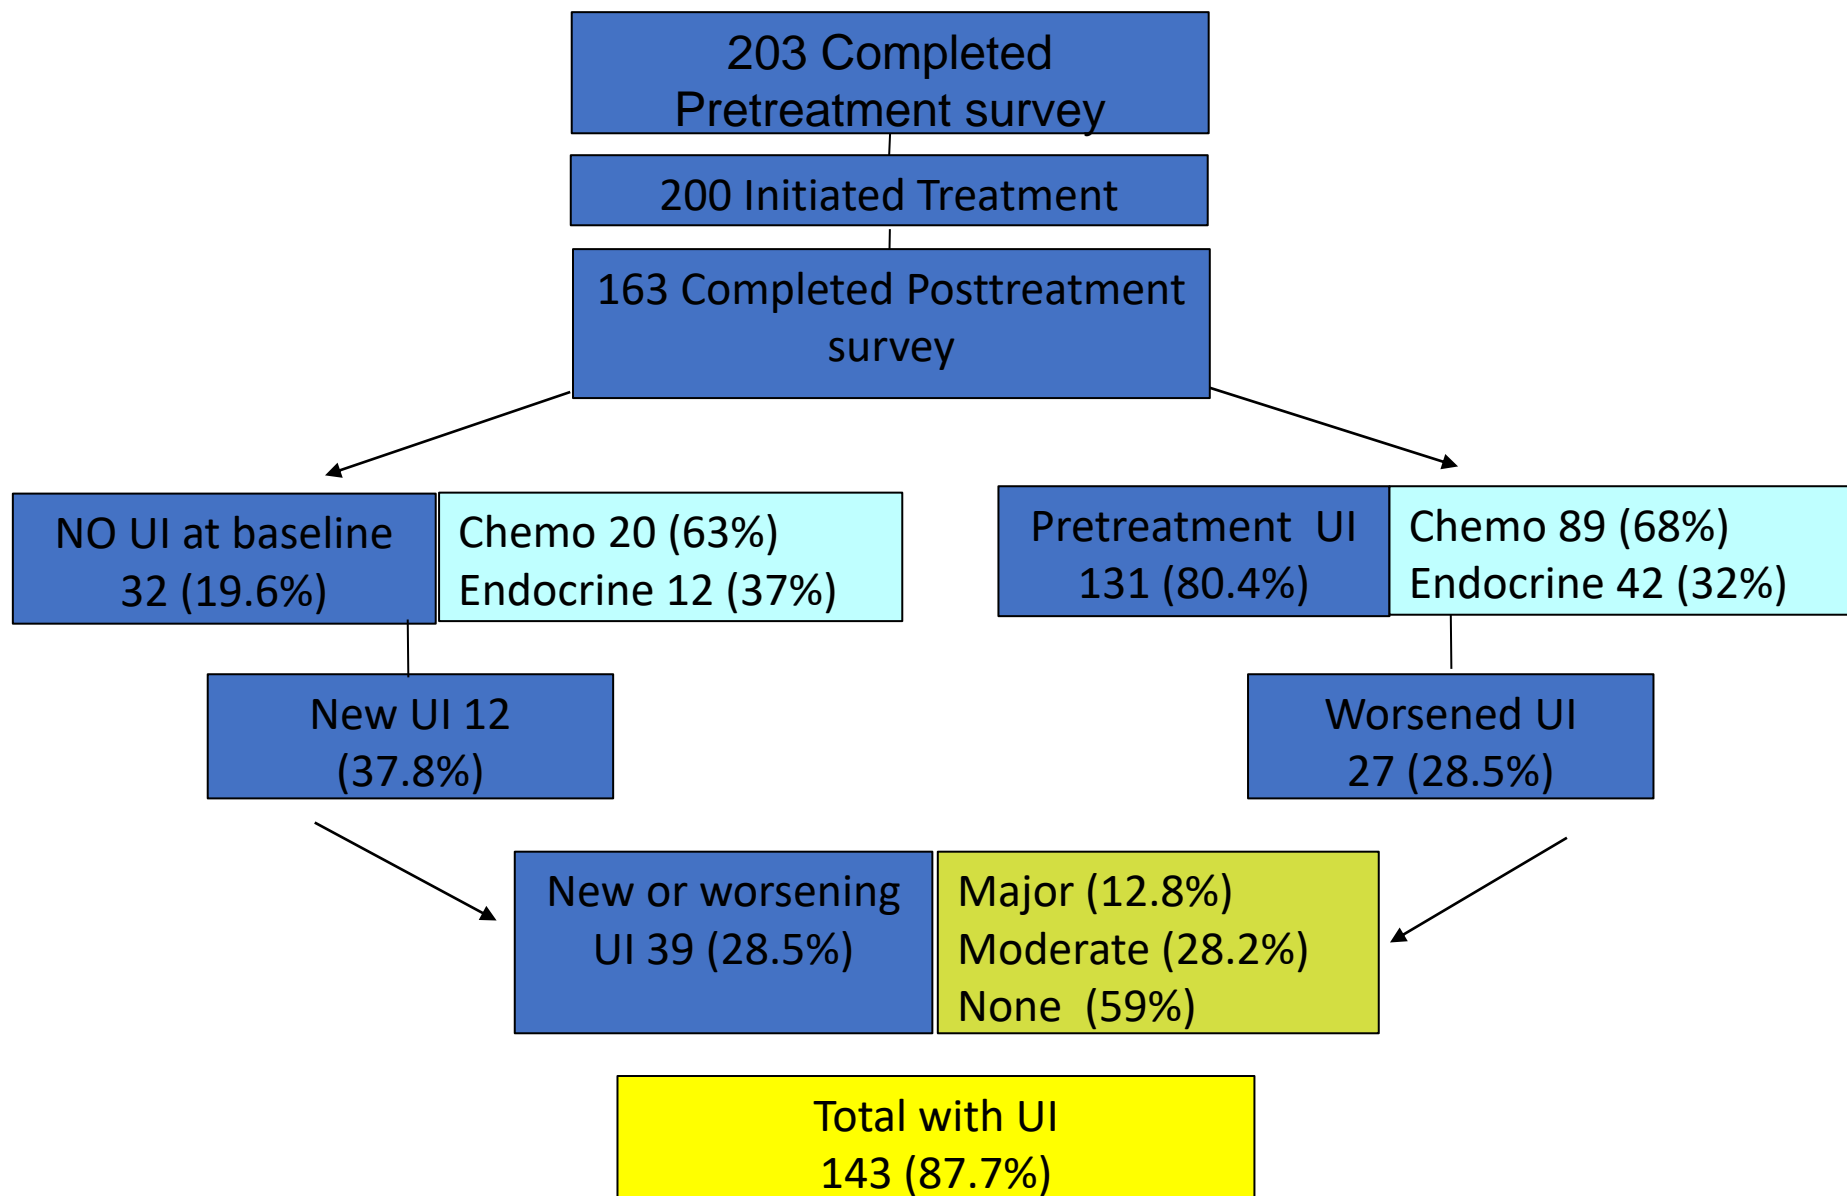 203 Completed
Pretreatment survey
200 Initiated Treatment
163 Completed Posttreatment
survey
NO UI at baseline
32 (19.6%)
Chemo 20 (63%)
Endocrine 12 (37%)
Pretreatment UI
131 (80.4%)
Chemo 89 (68%)
Endocrine 42 (32%)
New UI 12
(37.8%)
Worsened UI
27 (28.5%)
New or worsening
UI 39 (28.5%)
Major (12.8%)
Moderate (28.2%)
None (59%)
Total with UI
143 (87.7%)